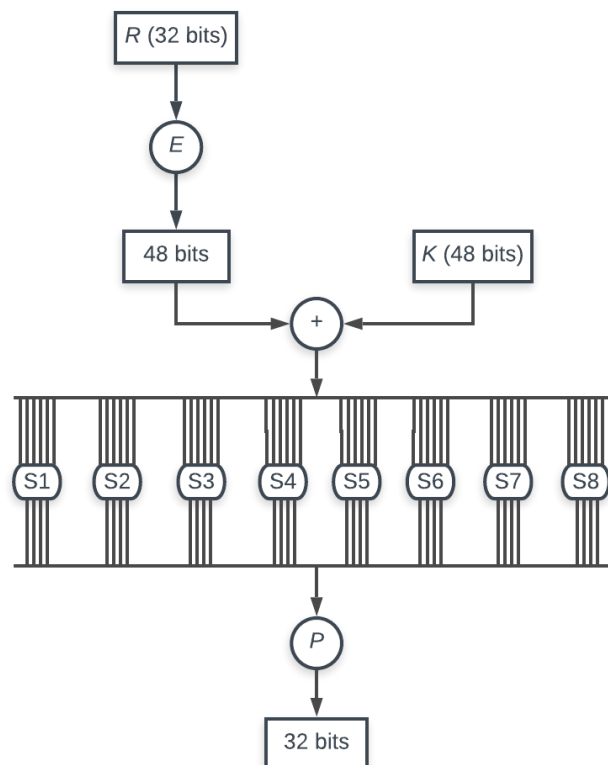 R (32 bits)
E
48 bits
K (48 bits)
+
S1 S2 S3 S4 S5 S6 S7 S8
P
32 bits